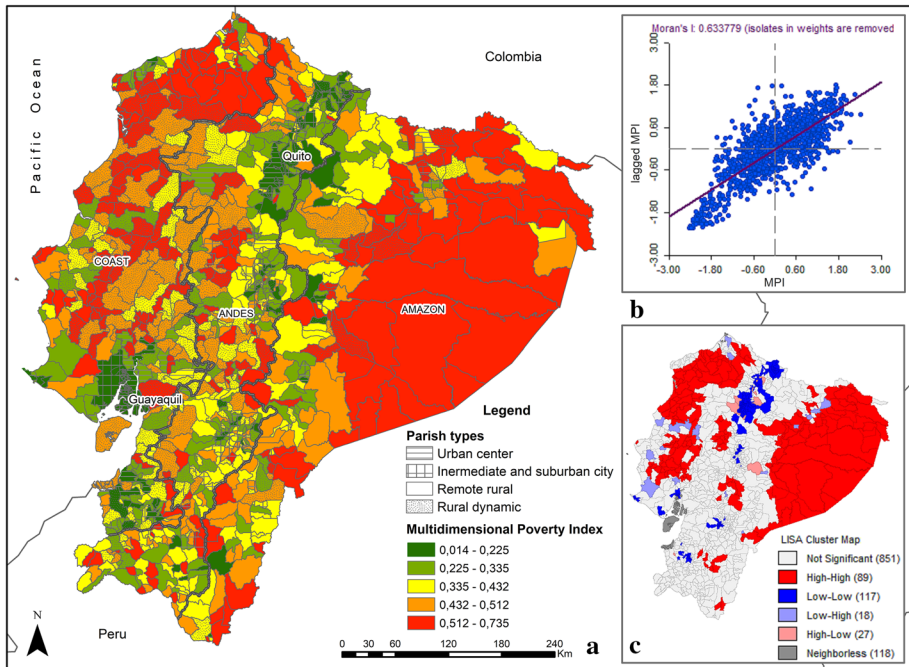 Pacific Ocean
Colombia
Quito
COAST
ANDES
AMAZON
Guayaquil
Peru
N
Legend
Parish types
Urban center
Inermediate and suburban city
Remote rural
Rural dynamic
Multidimensional Poverty Index
0,014 - 0,225
0,225 - 0,335
0,335 - 0,432
0,432 - 0,512
0,512 - 0,735
0 15 30 60 120 180 240
Km
a
Moran's I: 0.633779 (isolates in weights are removed
lagged MPI
3.00
1.80
0.60
-0.60
-1.80
-3.00
-3.00 -1.80 -0.60 0.60 1.80 3.00
MPI
b
LISA Cluster Map
Not Significant (851)
High-High (89)
Low-Low (117)
Low-High (18)
High-Low (27)
Neighborless (118)
c